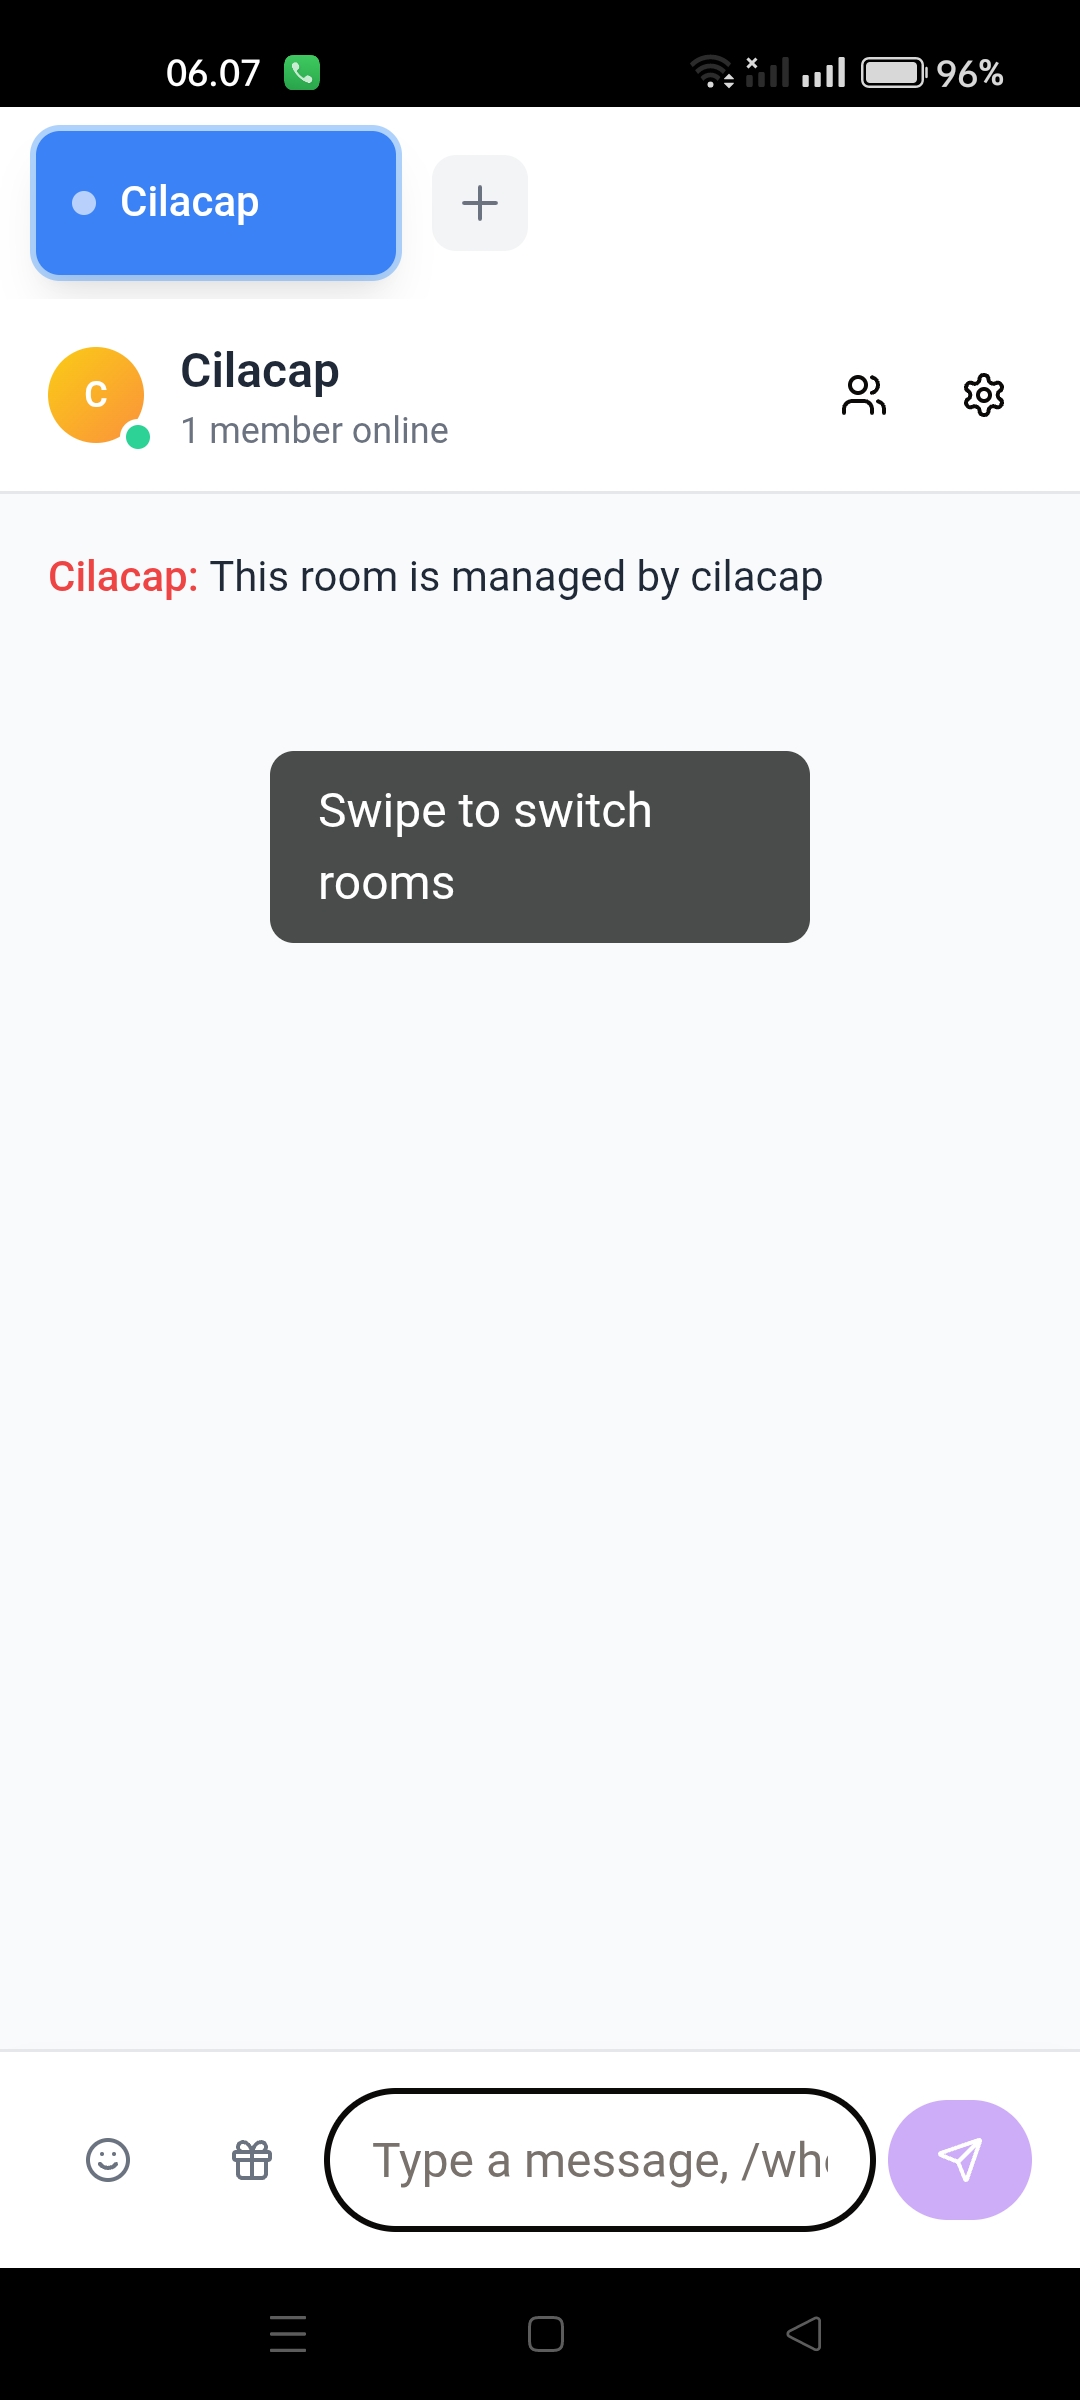 06.07
96%
Cilacap
C
Cilacap
1 member online
Cilacap: This room is managed by cilacap
Swipe to switch
rooms
Type a message, /wh